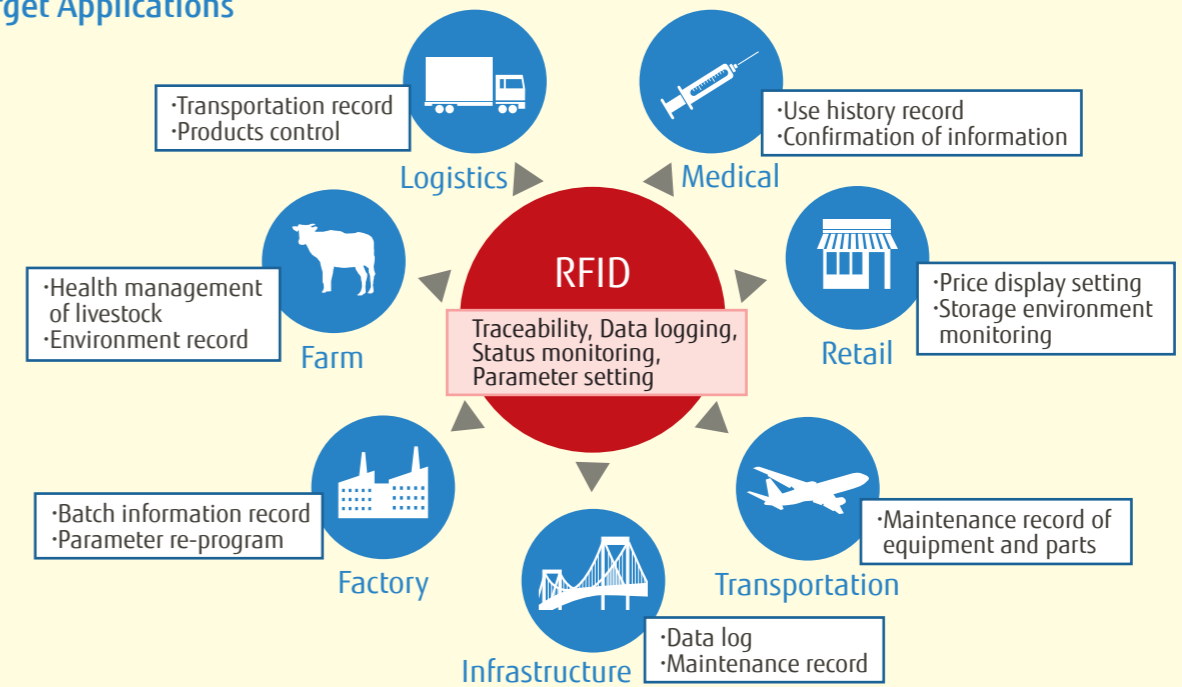 rget Applications
·Transportation record
·Products control
Logistics
·Use history record
·Confirmation of information
Medical
·Health management
of livestock
·Environment record
Farm
RFID
Traceability, Data logging,
Status monitoring,
Parameter setting
·Price display setting
·Storage environment
monitoring
Retail
·Batch information record
·Parameter re-program
Factory
·Maintenance record of
equipment and parts
Transportation
·Data log
·Maintenance record
Infrastructure